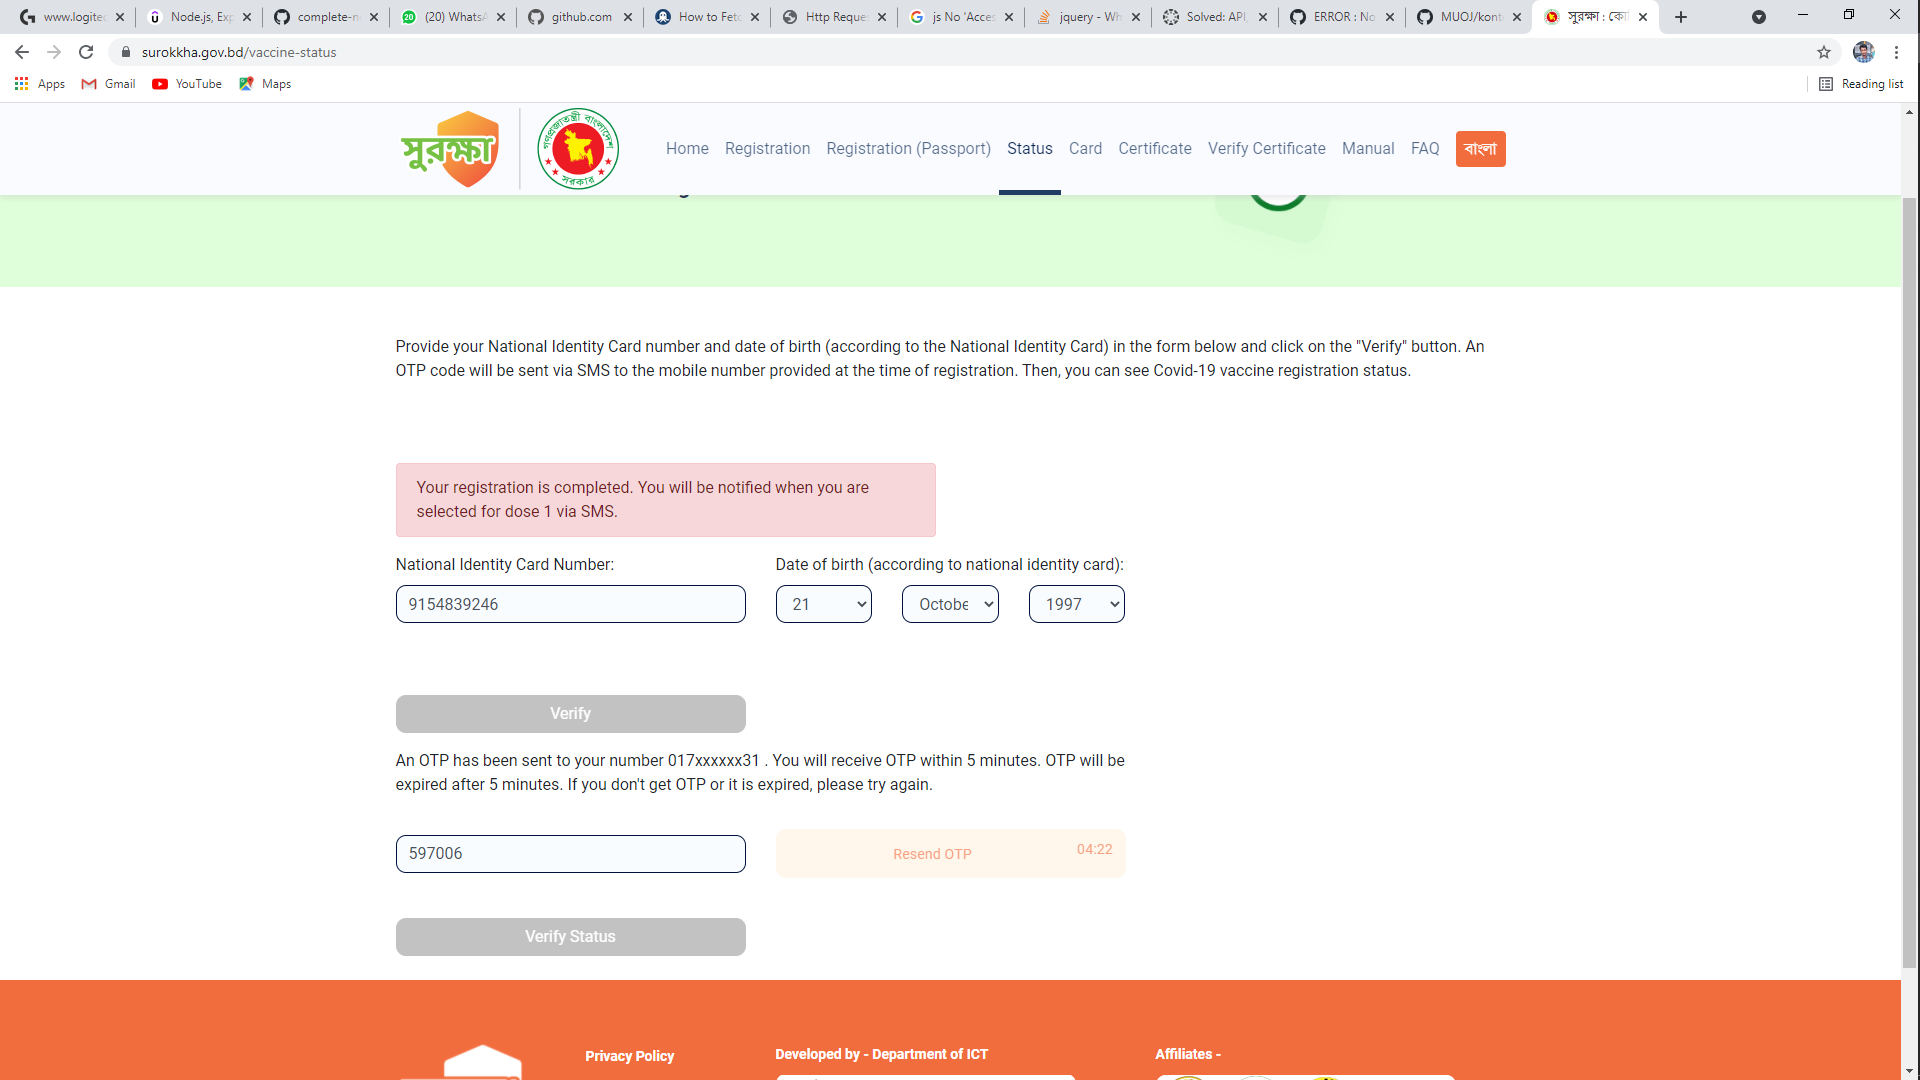 www.logitec
Node.js, Exp
complete-n
(20) WhatsA
github.com
How to Fetc
Http Reques
js No 'Acces
jquery - Wh
Solved: API,
ERROR : No
MUOJ/kont
সুরক্ষা : কো
surokkha.gov.bd/vaccine-status
Apps
Gmail
YouTube
Maps
Reading list
সুরক্ষা
গণপ্রজাতন্ত্রী বাংলাদেশ
সরকার
Home
Registration
Registration (Passport)
Status
Card
Certificate
Verify Certificate
Manual
FAQ
বাংলা
Provide your National Identity Card number and date of birth (according to the National Identity Card) in the form below and click on the "Verify" button. An
OTP code will be sent via SMS to the mobile number provided at the time of registration. Then, you can see Covid-19 vaccine registration status.
Your registration is completed. You will be notified when you are
selected for dose 1 via SMS.
National Identity Card Number:
Date of birth (according to national identity card):
9154839246
21
Octobe
1997
Verify
An OTP has been sent to your number 017xxxxxx31 . You will receive OTP within 5 minutes. OTP will be
expired after 5 minutes. If you don't get OTP or it is expired, please try again.
597006
Resend OTP
04:22
Verify Status
Privacy Policy
Developed by - Department of ICT
Affiliates -